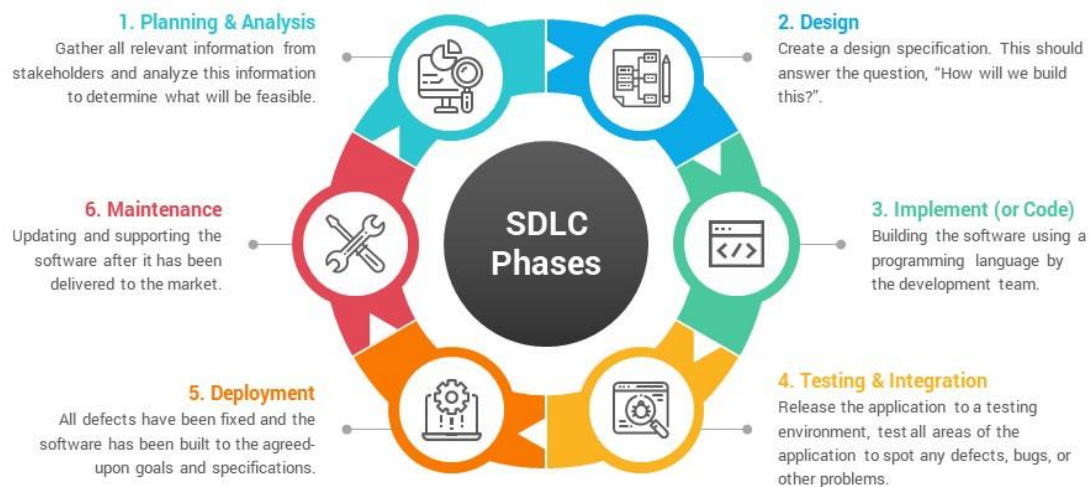 1. Planning & Analysis
Gather all relevant information from
stakeholders and analyze this information
to determine what will be feasible.
2. Design
Create a design specification. This should
answer the question, “How will we build
this?”.
SDLC
Phases
3. Implement (or Code)
Building the software using a
programming language by
the development team.
4. Testing & Integration
Release the application to a testing
environment, test all areas of the
application to spot any defects, bugs, or
other problems.
5. Deployment
All defects have been fixed and the
software has been built to the agreed-
upon goals and specifications.
6. Maintenance
Updating and supporting the
software after it has been
delivered to the market.